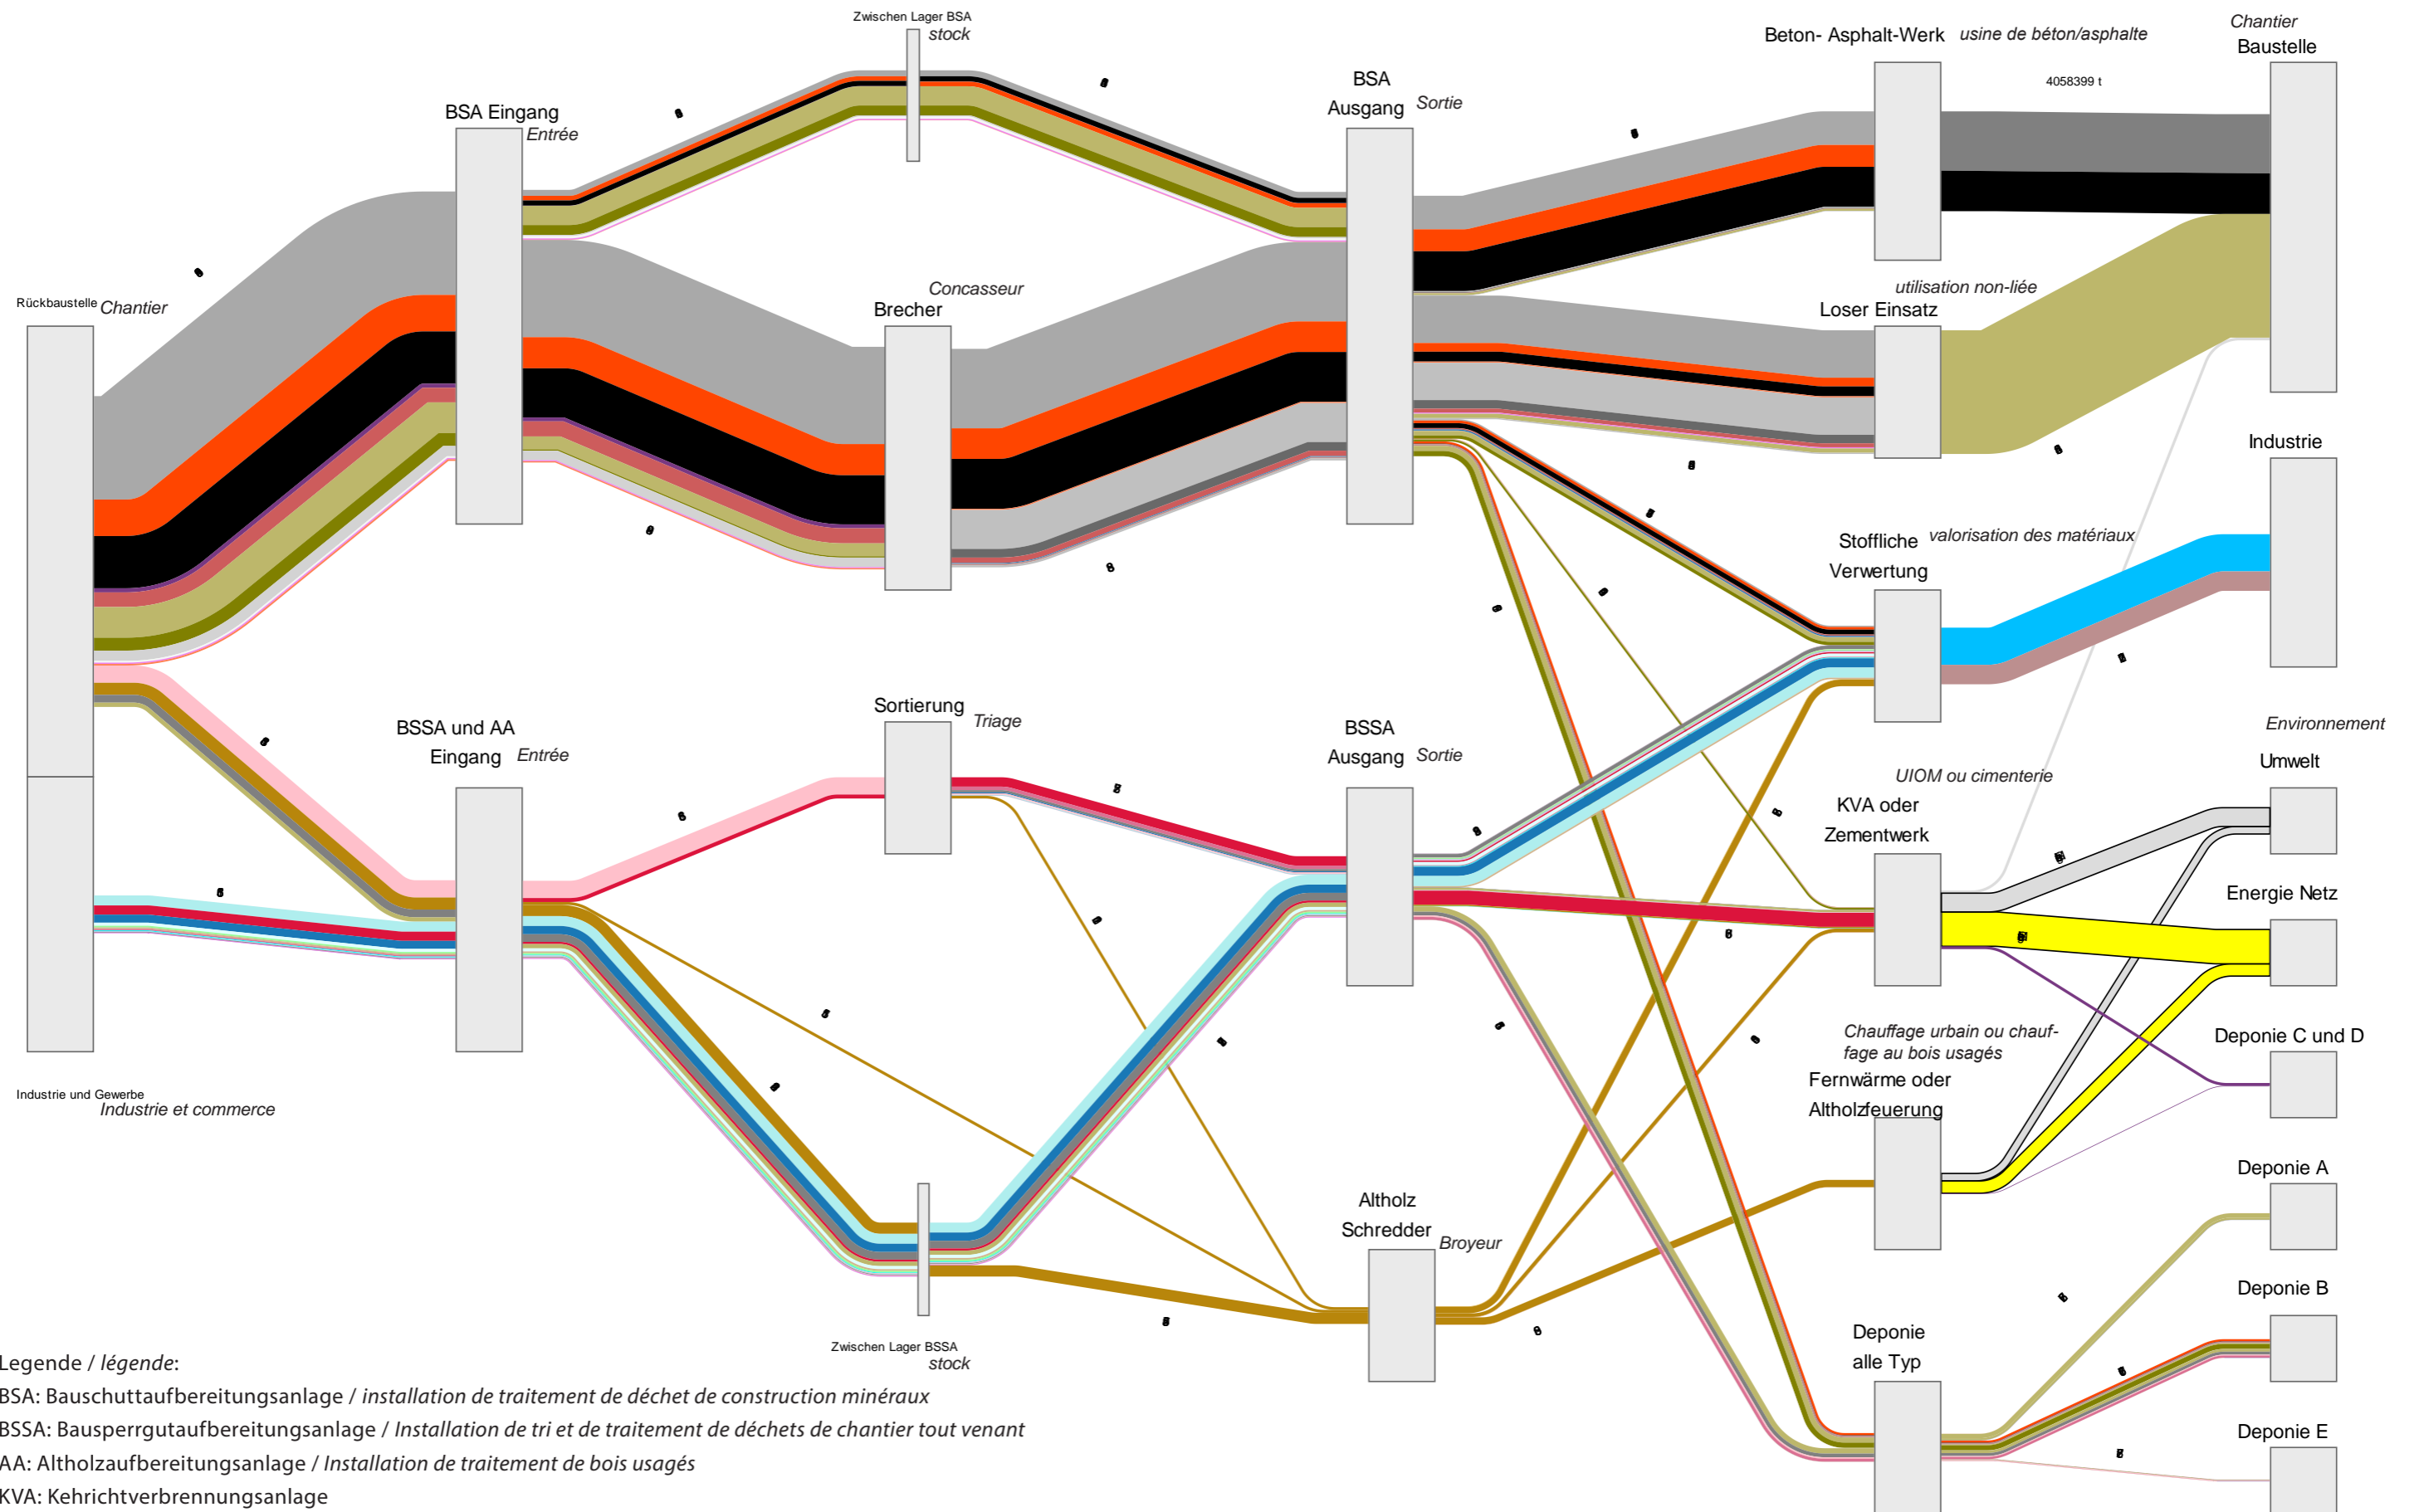 Zwischen Lager BSA
stock
Beton- Asphalt-Werk usine de béton/asphalte
Chantier
Baustelle
4058399 t
BSA Eingang
Entrée
BSA
Ausgang Sortie
Rückbaustelle Chantier
Concasseur
Brecher
utilisation non-liée
Loser Einsatz
Industrie
Stoffliche valorisation des matériaux
Verwertung
BSSA und AA
Eingang Entrée
Sortierung
Triage
BSSA
Ausgang Sortie
Environnement
Umwelt
UIOM ou cimenterie
KVA oder
Zementwerk
Energie Netz
Chauffage urbain ou chauf-
fage au bois usagés
Fernwärme oder
Altholzfeuerung
Deponie C und D
Industrie und Gewerbe
Industrie et commerce
Deponie A
Altholz
Schredder
Broyeur
Deponie B
Zwischen Lager BSSA
stock
Deponie
alle Typ
Deponie E
Legende / légende:
BSA: Bauschuttaufbereitungsanlage / installation de traitement de déchet de construction minéraux
BSSA: Bausperrgutaufbereitungsanlage / Installation de tri et de traitement de déchets de chantier tout venant
AA: Altholzaufbereitungsanlage / Installation de traitement de bois usagés
KVA: Kehrichtverbrennungsanlage